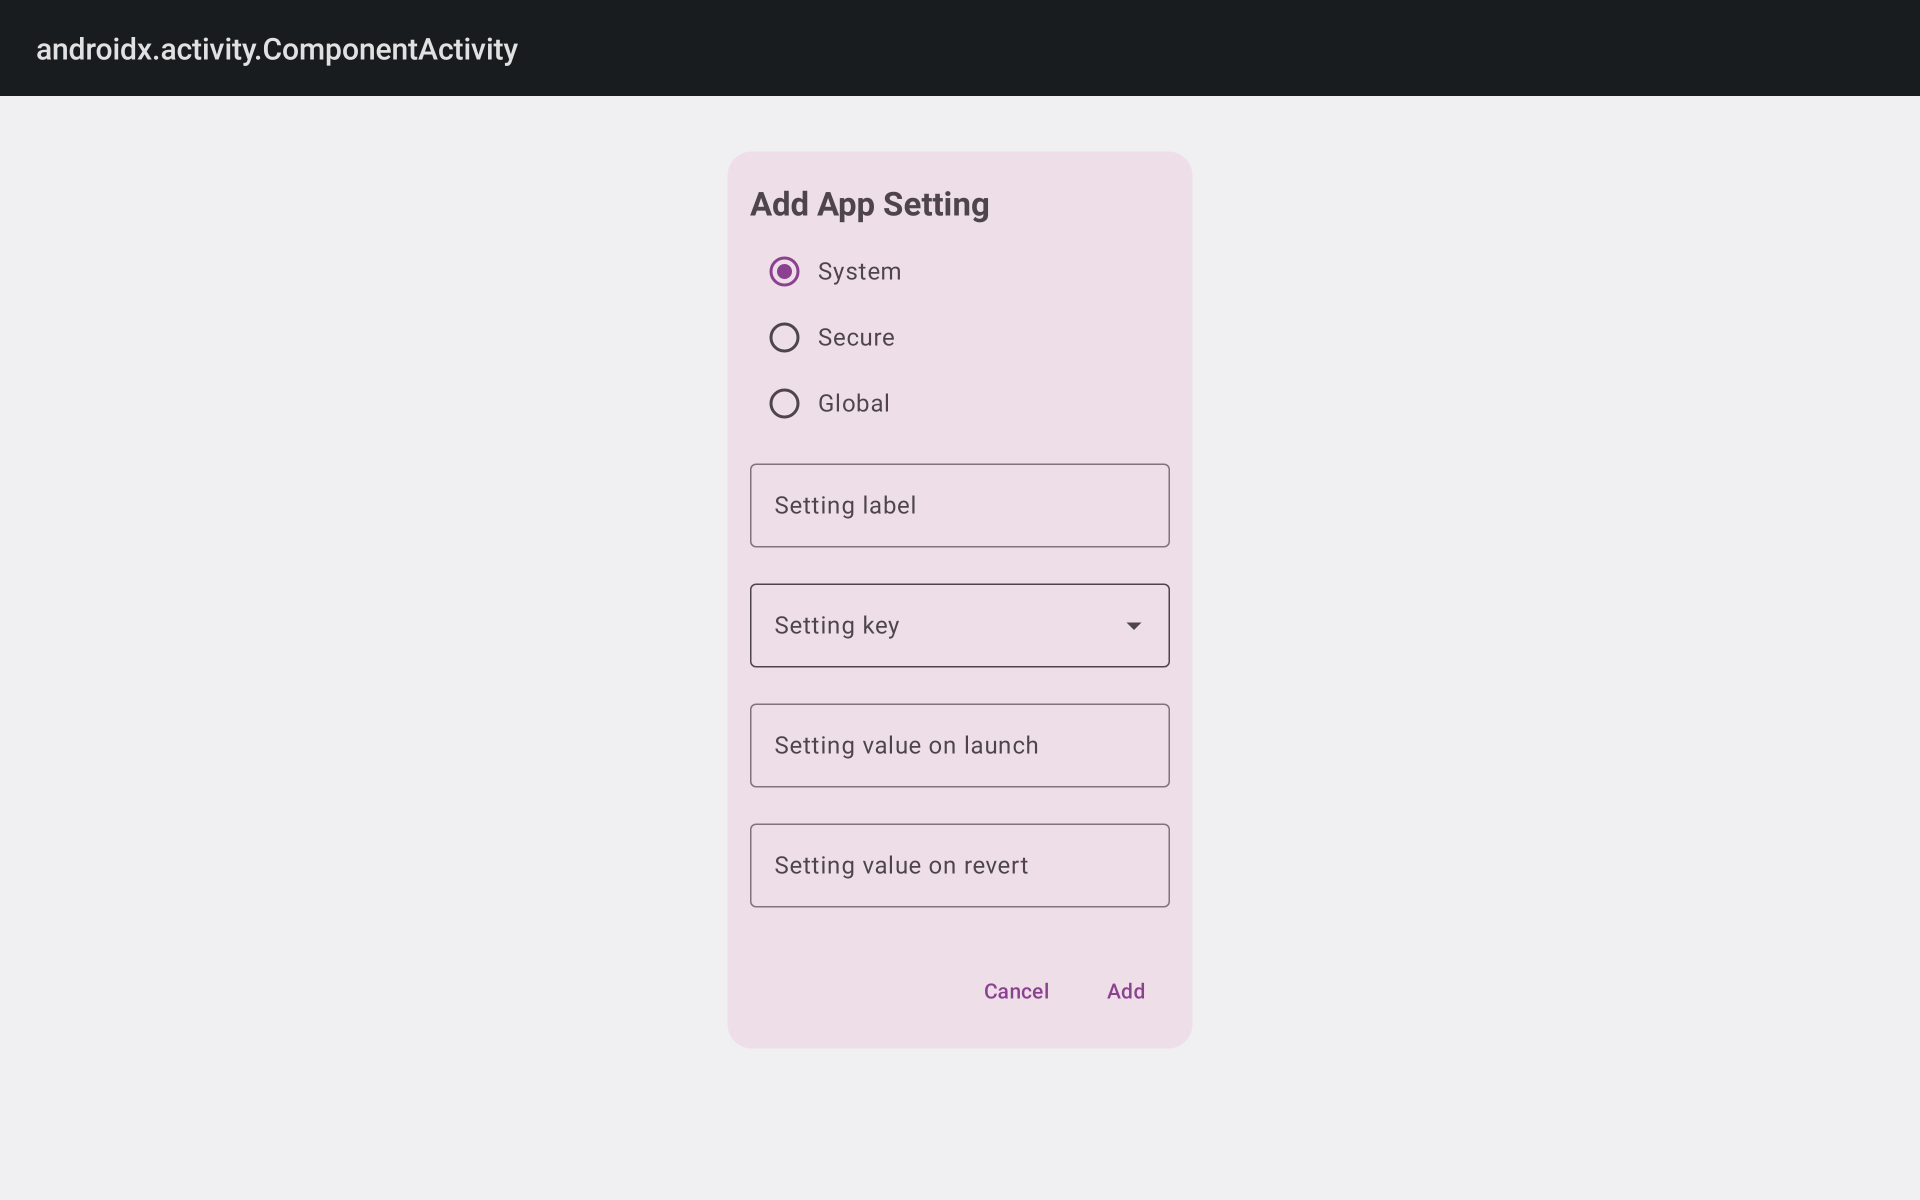 androidx.activity.ComponentActivity
Add App Setting
System
Secure
Global
Setting label
Setting key
Setting value on launch
Setting value on revert
Cancel
Add